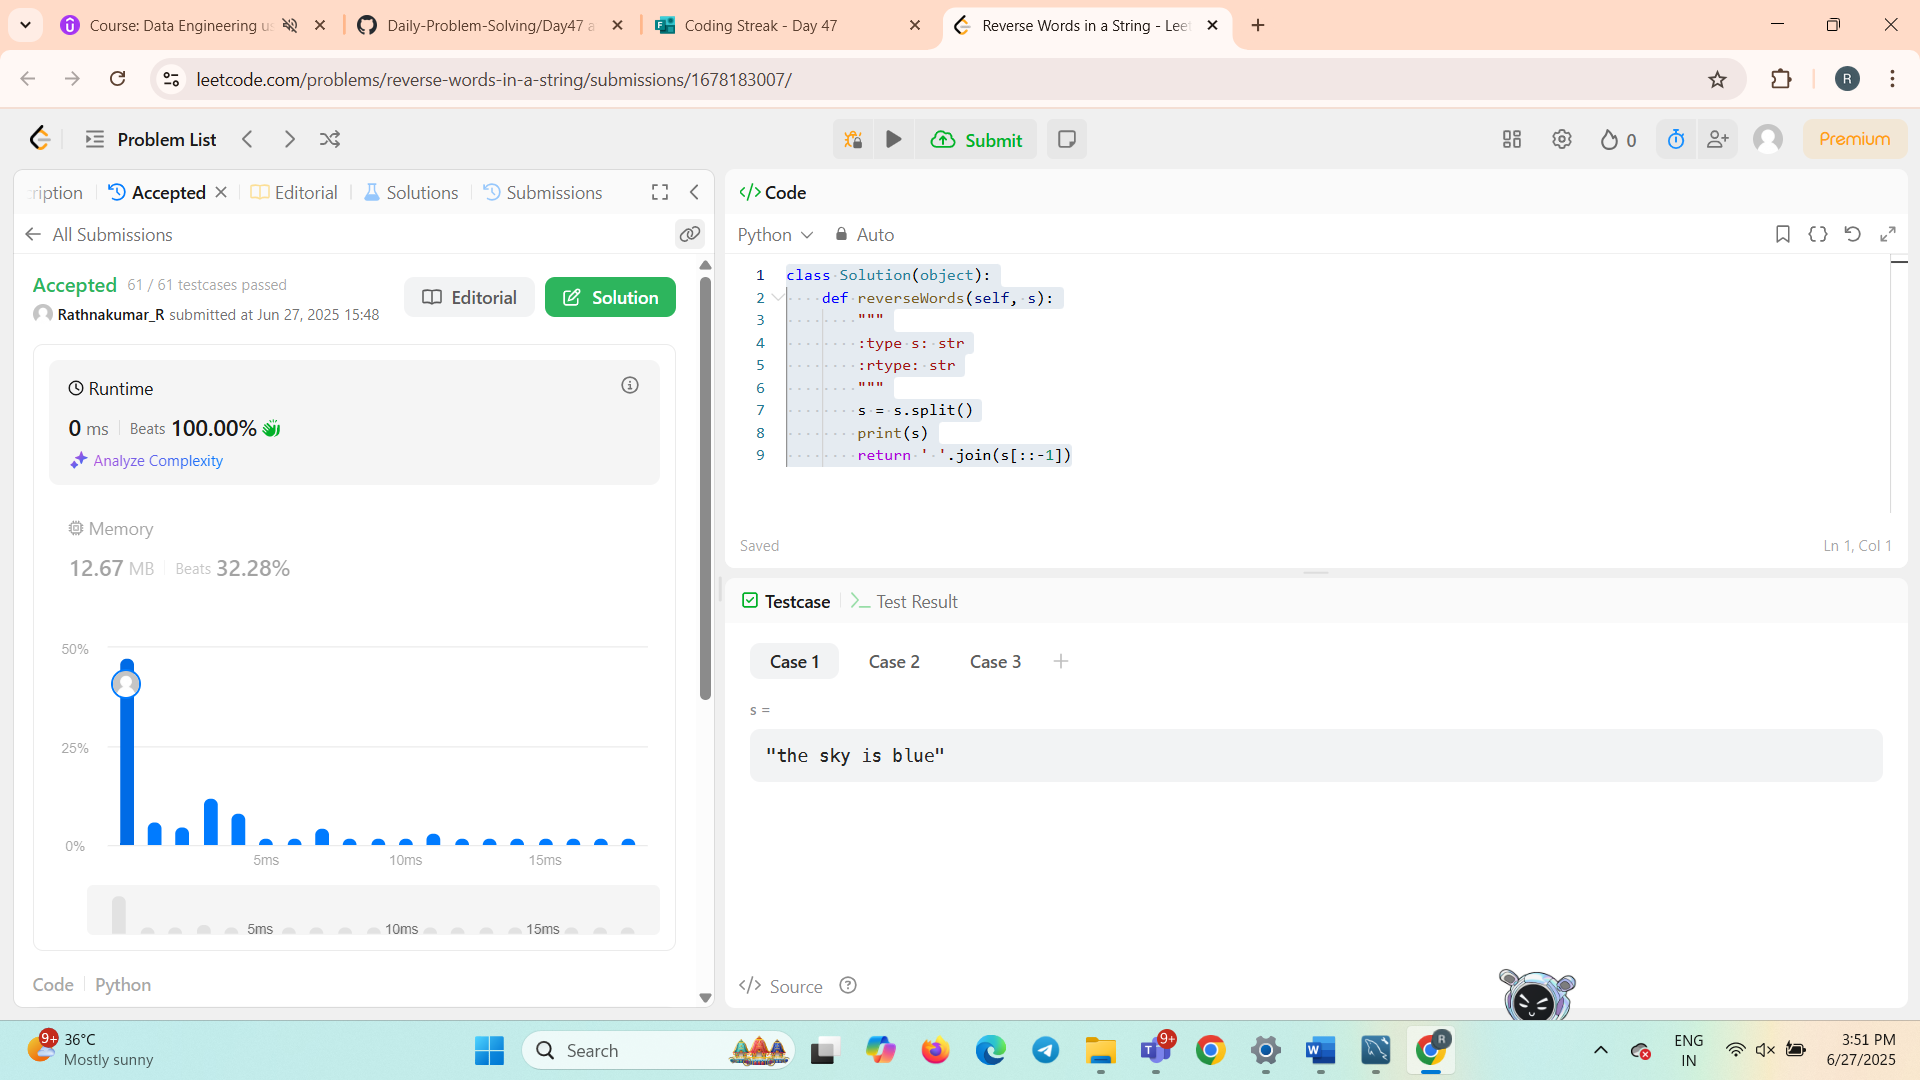 Course: Data Engineering us
Daily-Problem-Solving/Day47 a
Coding Streak - Day 47
Reverse Words in a String - Leet
leetcode.com/problems/reverse-words-in-a-string/submissions/1678183007/
R
Problem List
Submit
0
Premium
ription
Accepted
Editorial
Solutions
Submissions
All Submissions
Accepted 61 / 61 testcases passed
Rathnakumar_R submitted at Jun 27, 2025 15:48
Editorial
Solution
Runtime
0 ms Beats 100.00%
Analyze Complexity
Memory
12.67 MB Beats 32.28%
50%
25%
0%
5ms 10ms 15ms
5ms 10ms 15ms
Code Python
</> Code
Python Auto
1 class Solution(object):
2 def reverseWords(self, s):
3 """
4 :type s: str
5 :rtype: str
6 """
7 s = s.split()
8 print(s)
9 return ' '.join(s[::-1])
Saved
Ln 1, Col 1
Testcase
Test Result
Case 1 Case 2 Case 3
s =
"the sky is blue"
</> Source
9+
36°C
Mostly sunny
Search
9+
R
ENG
IN
3:51 PM
6/27/2025